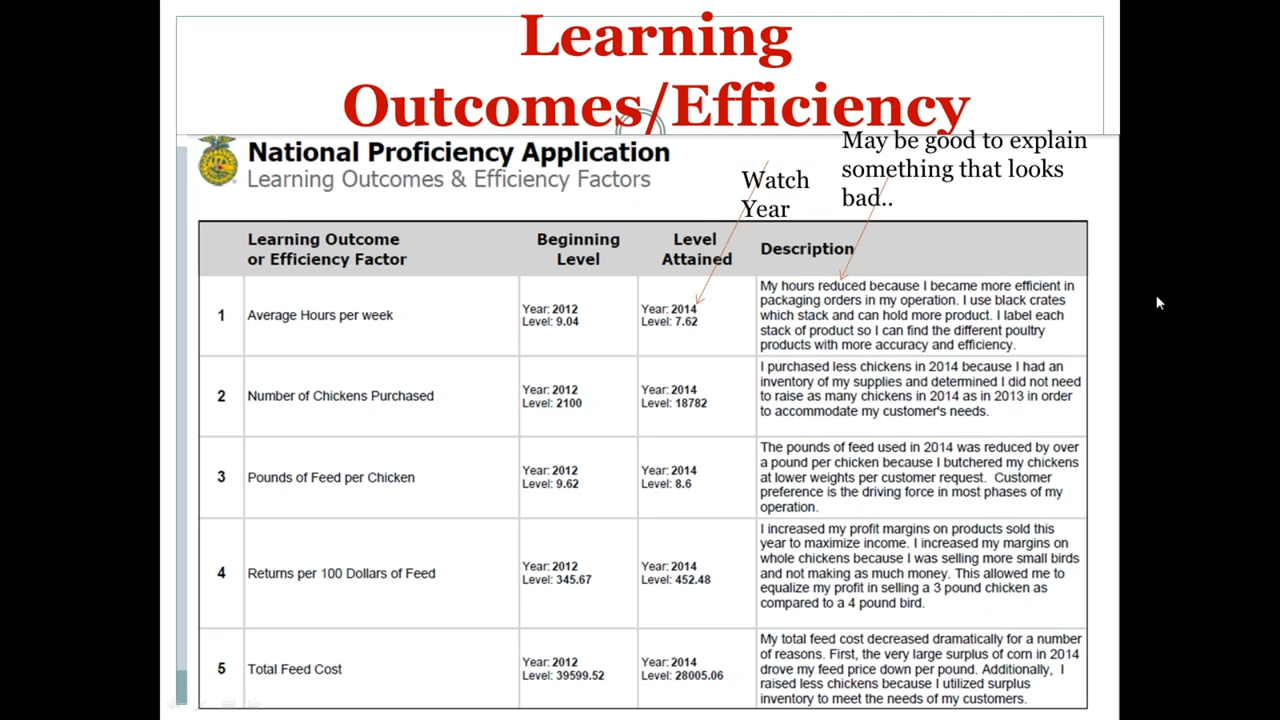 Learning
Outcomes/Efficiency
May be good to explain
something that looks
bad..
Watch
Year
National Proficiency Application
Learning Outcomes & Efficiency Factors
Learning Outcome
or Efficiency Factor
Beginning
Level
Level
Attained
Description
1
Average Hours per week
Year: 2012
Level: 9.04
Year: 2014
Level: 7.62
My hours reduced because I became more efficient in
packaging orders in my operation. I use black crates
which stack and can hold more product. I label each
stack of product so I can find the different poultry
products with more accuracy and efficiency.
2
Number of Chickens Purchased
Year: 2012
Level: 2100
Year: 2014
Level: 18782
I purchased less chickens in 2014 because I had an
inventory of my supplies and determined I did not need
to raise as many chickens in 2014 as in 2013 in order
to accommodate my customer's needs.
3
Pounds of Feed per Chicken
Year: 2012
Level: 9.62
Year: 2014
Level: 8.6
The pounds of feed used in 2014 was reduced by over
a pound per chicken because I butchered my chickens
at lower weights per customer request. Customer
preference is the driving force in most phases of my
operation.
4
Returns per 100 Dollars of Feed
Year: 2012
Level: 345.67
Year: 2014
Level: 452.48
I increased my profit margins on products sold this
year to maximize income. I increased my margins on
whole chickens because I was selling more small birds
and not making as much money. This allowed me to
equalize my profit in selling a 3 pound chicken as
compared to a 4 pound bird.
5
Total Feed Cost
Year: 2012
Level: 39599.52
Year: 2014
Level: 28005.06
My total feed cost decreased dramatically for a number
of reasons. First, the very large surplus of corn in 2014
drove my feed price down per pound. Additionally, I
raised less chickens because I utilized surplus
inventory to meet the needs of my customers.